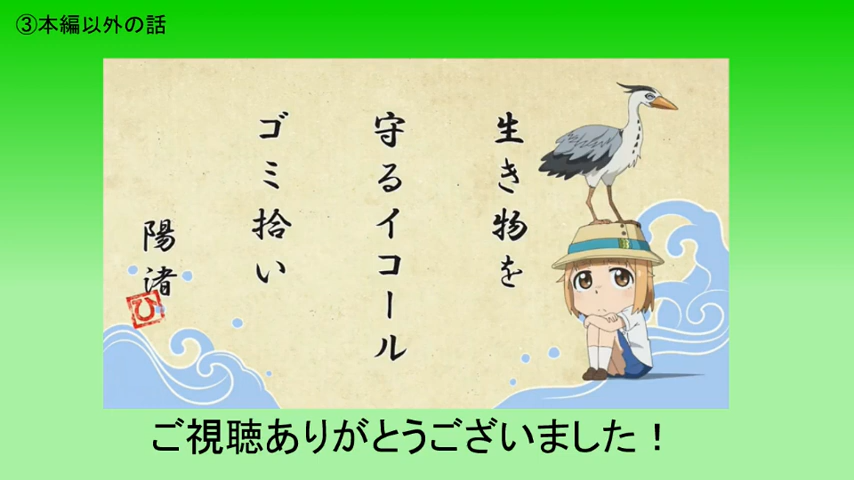 ③本編以外の話
生き物を
守るイコール
ゴミ拾い
陽渚
ひ
ご視聴ありがとうございました！